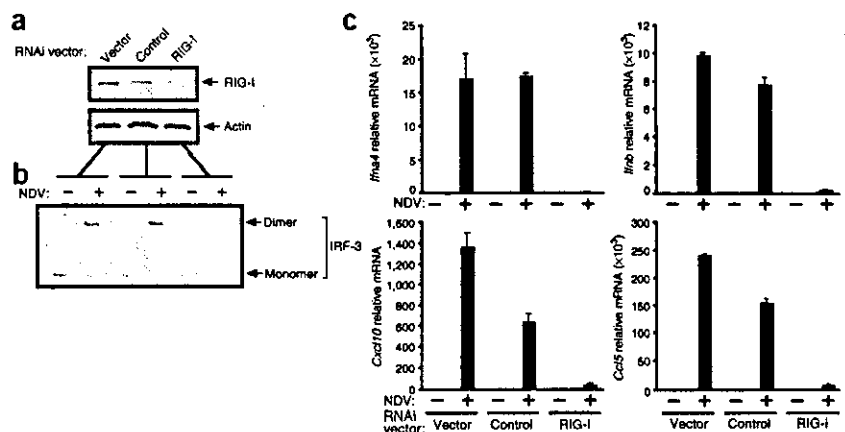 a
RNAi vector: Vector Control RIG-I
RIG-I
Actin
b
NDV: − + − + − +
Dimer
IRF-3
Monomer
c
Ifna4 relative mRNA (×10³)
25
20
15
10
5
0
NDV: − + − + − +
Ifnb relative mRNA (×10³)
12
10
8
6
4
2
0
− + − + − +
Cxcl10 relative mRNA
1,600
1,400
1,200
1,000
800
600
400
200
0
NDV: − + − + − +
RNAi vector: Vector Control RIG-I
Ccl5 relative mRNA (×10³)
300
250
200
150
100
50
0
− + − + − +
Vector Control RIG-I